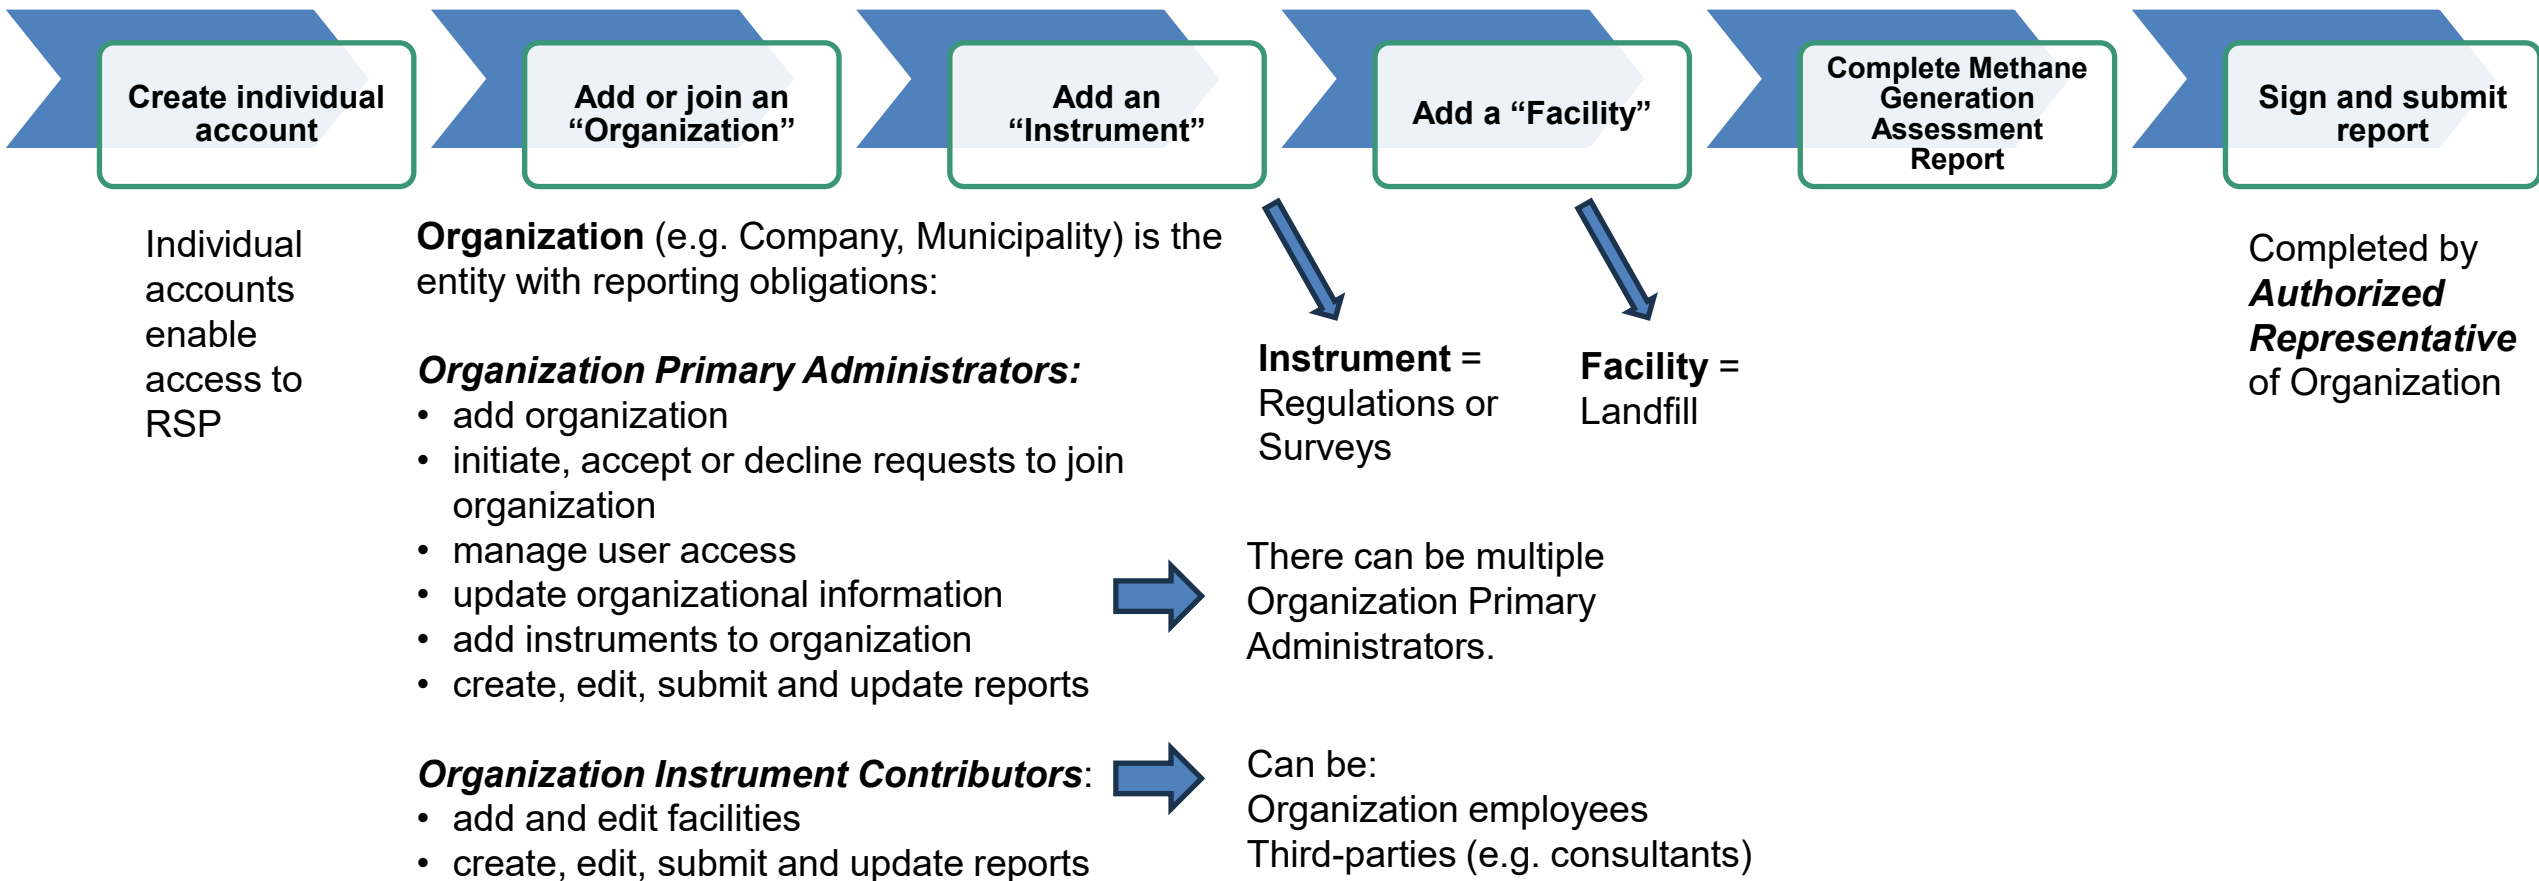 Create individual
account
Add or join an
“Organization”
Add an
“Instrument”
Add a “Facility”
Complete Methane
Generation
Assessment
Report
Sign and submit
report
Individual
accounts
enable
access to
RSP
Organization (e.g. Company, Municipality) is the
entity with reporting obligations:
Organization Primary Administrators:
• add organization
• initiate, accept or decline requests to join
organization
• manage user access
• update organizational information
• add instruments to organization
• create, edit, submit and update reports
Organization Instrument Contributors:
• add and edit facilities
• create, edit, submit and update reports
Instrument =
Regulations or
Surveys
Facility =
Landfill
There can be multiple
Organization Primary
Administrators.
Can be:
Organization employees
Third-parties (e.g. consultants)
Completed by
Authorized
Representative
of Organization